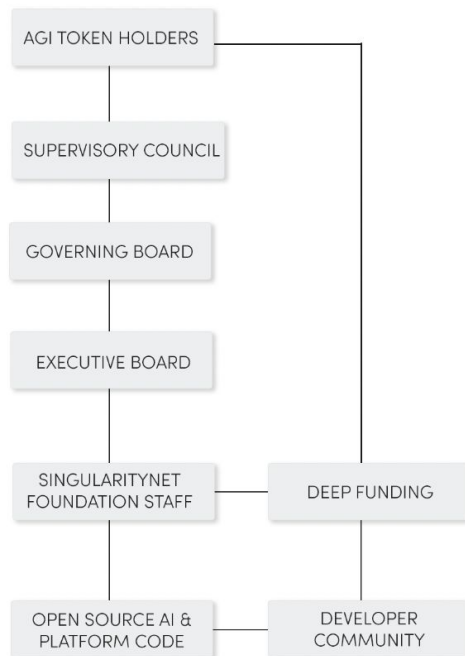 AGI TOKEN HOLDERS
SUPERVISORY COUNCIL
GOVERNING BOARD
EXECUTIVE BOARD
SINGULARITYNET
FOUNDATION STAFF
DEEP FUNDING
OPEN SOURCE AI &
PLATFORM CODE
DEVELOPER
COMMUNITY